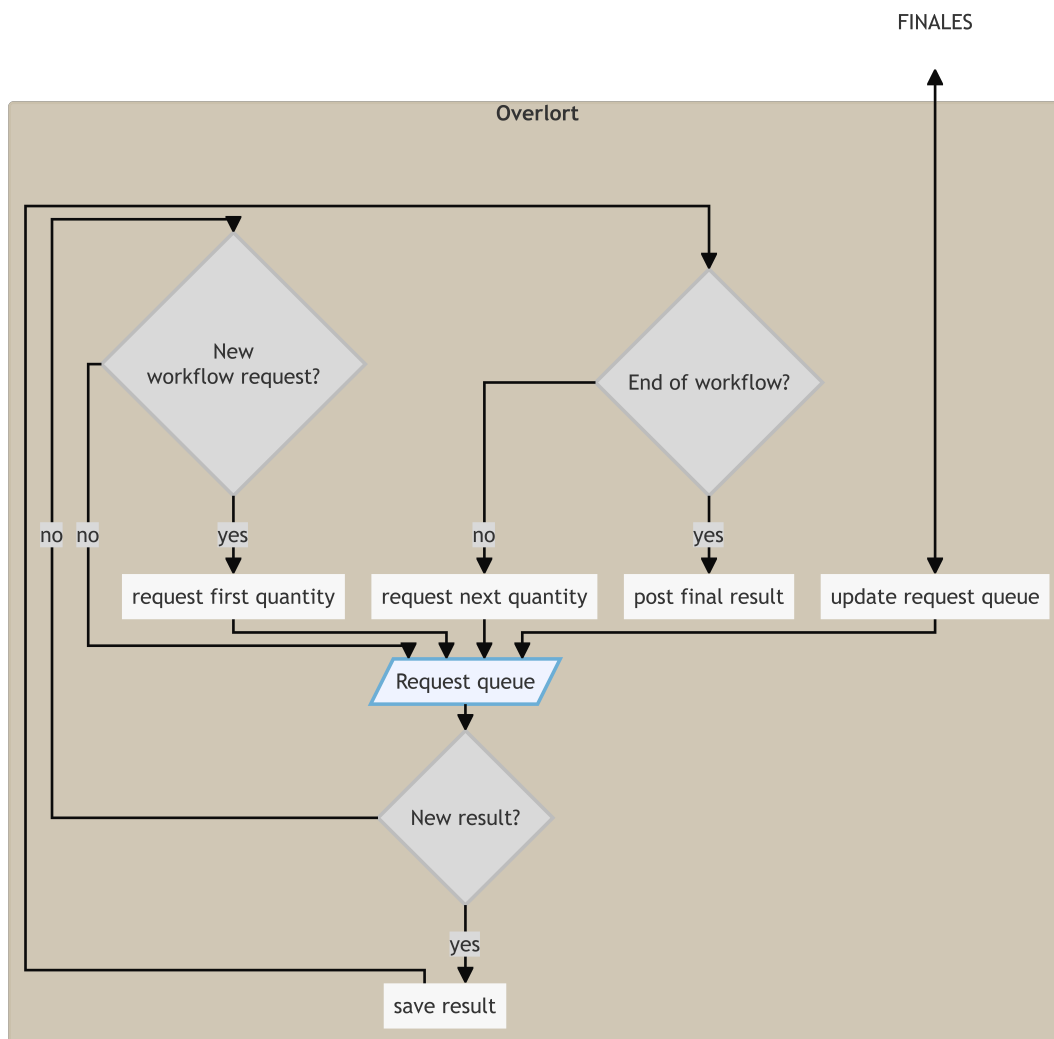 FINALES
Overlort
New
workflow request?
End of workflow?
no
no
yes
no
yes
request first quantity
request next quantity
post final result
update request queue
Request queue
New result?
yes
save result